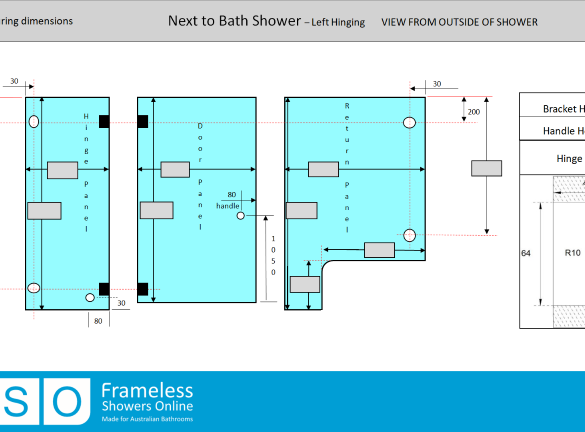 ring dimensions
Next to Bath Shower – Left Hinging
VIEW FROM OUTSIDE OF SHOWER
30
30
Hinge Panel
Door Panel
Return Panel
200
80
handle
1050
30
80
Bracket H
Handle H
Hinge
64
R10
SO
Frameless
Showers Online
Made for Australian Bathrooms